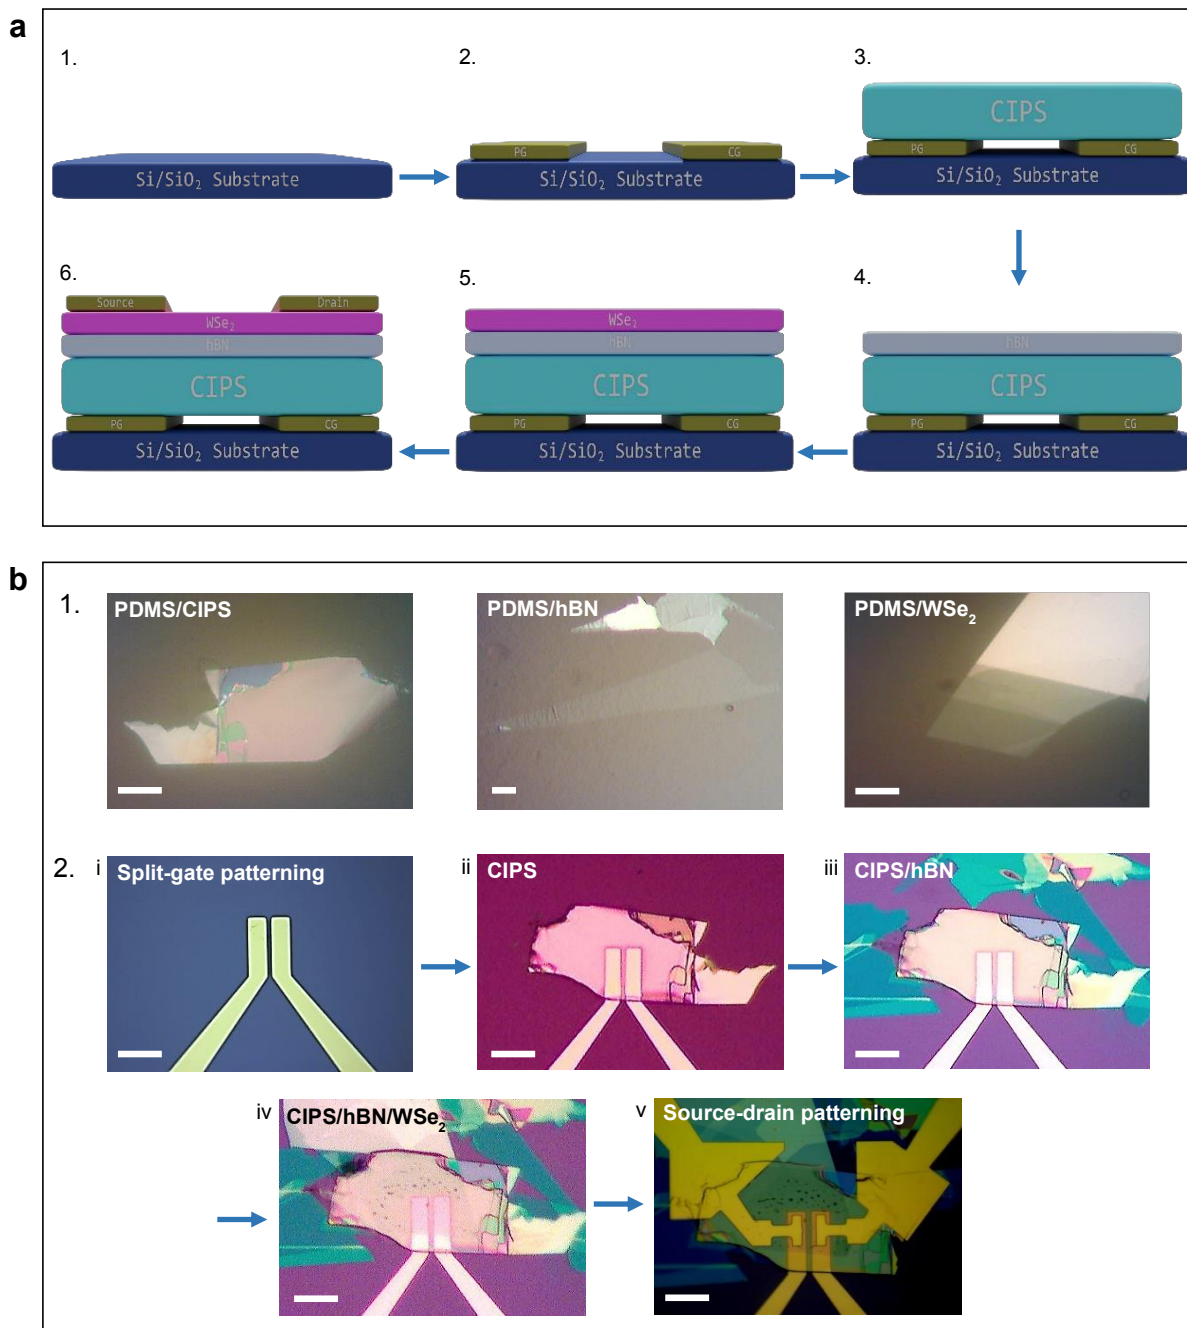 a
1.
2.
3.
Si/SiO₂ Substrate
PG
CG
Si/SiO₂ Substrate
CIPS
PG
CG
Si/SiO₂ Substrate
6.
5.
4.
Source
Drain
WSe₂
hBN
CIPS
PG
CG
Si/SiO₂ Substrate
WSe₂
hBN
CIPS
PG
CG
Si/SiO₂ Substrate
hBN
CIPS
PG
CG
Si/SiO₂ Substrate
b
1.
PDMS/CIPS
PDMS/hBN
PDMS/WSe₂
2.
i
Split-gate patterning
ii
CIPS
iii
CIPS/hBN
iv
CIPS/hBN/WSe₂
v
Source-drain patterning